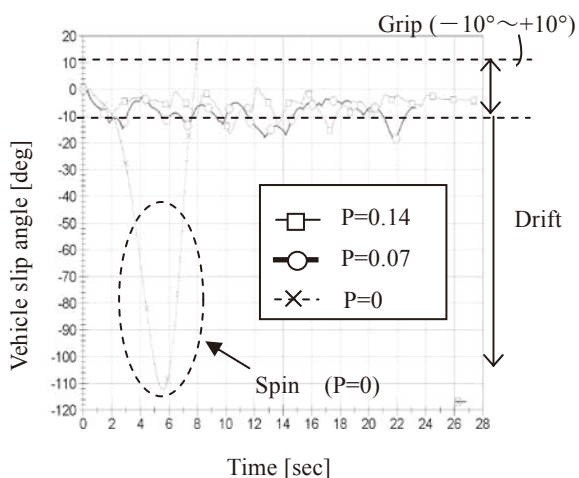 Grip (－10°～+10°)
20
10
0
-10
-20
-30
-40
-50
-60
-70
-80
-90
-100
-110
-120
Vehicle slip angle [deg]
P=0.14
P=0.07
P=0
Drift
Spin (P=0)
0 2 4 6 8 10 12 14 16 18 20 22 24 26 28
Time [sec]